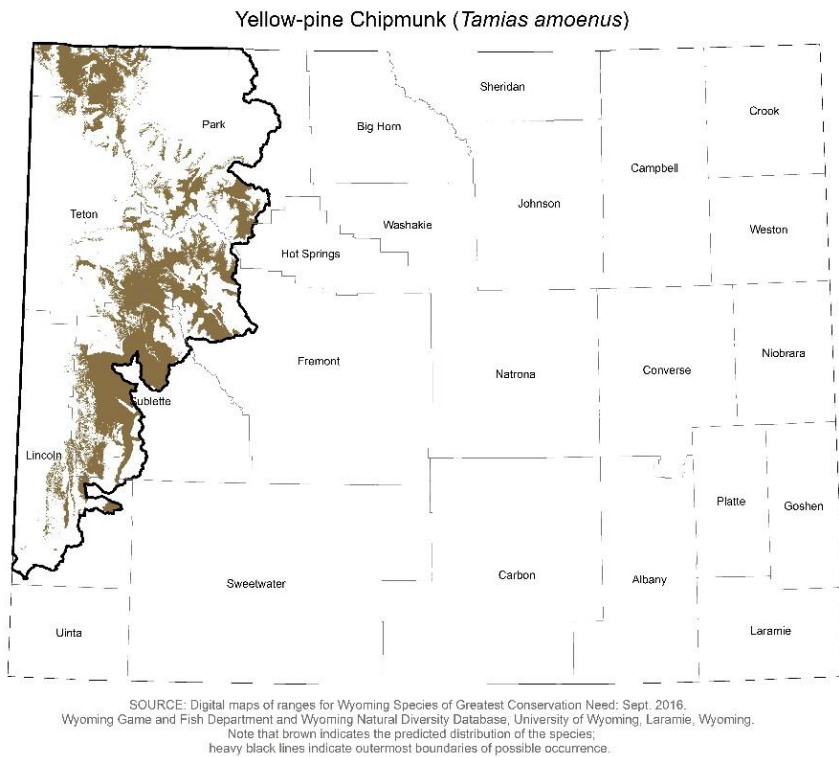 Yellow-pine Chipmunk (Tamias amoenus)
Sheridan
Crook
Park
Big Horn
Campbell
Johnson
Teton
Washakie
Weston
Hot Springs
Fremont
Niobrara
Natrona
Converse
Sublette
Lincoln
Platte
Goshen
Sweetwater
Carbon
Albany
Uinta
Laramie
SOURCE: Digital maps of ranges for Wyoming Species of Greatest Conservation Need: Sept. 2016.
Wyoming Game and Fish Department and Wyoming Natural Diversity Database, University of Wyoming, Laramie, Wyoming.
Note that brown indicates the predicted distribution of the species;
heavy black lines indicate outermost boundaries of possible occurrence.